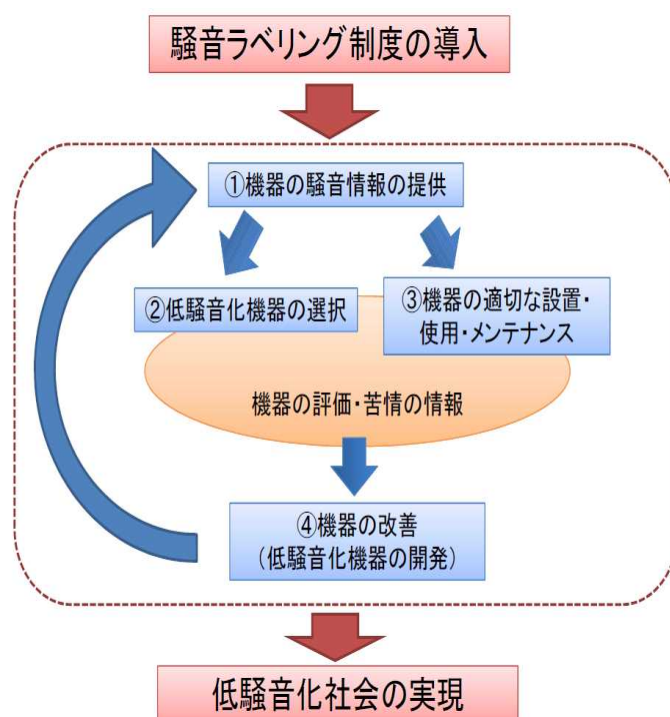 騒音ラベリング制度の導入
①機器の騒音情報の提供
②低騒音化機器の選択
③機器の適切な設置・
使用・メンテナンス
機器の評価・苦情の情報
④機器の改善
（低騒音化機器の開発）
低騒音化社会の実現